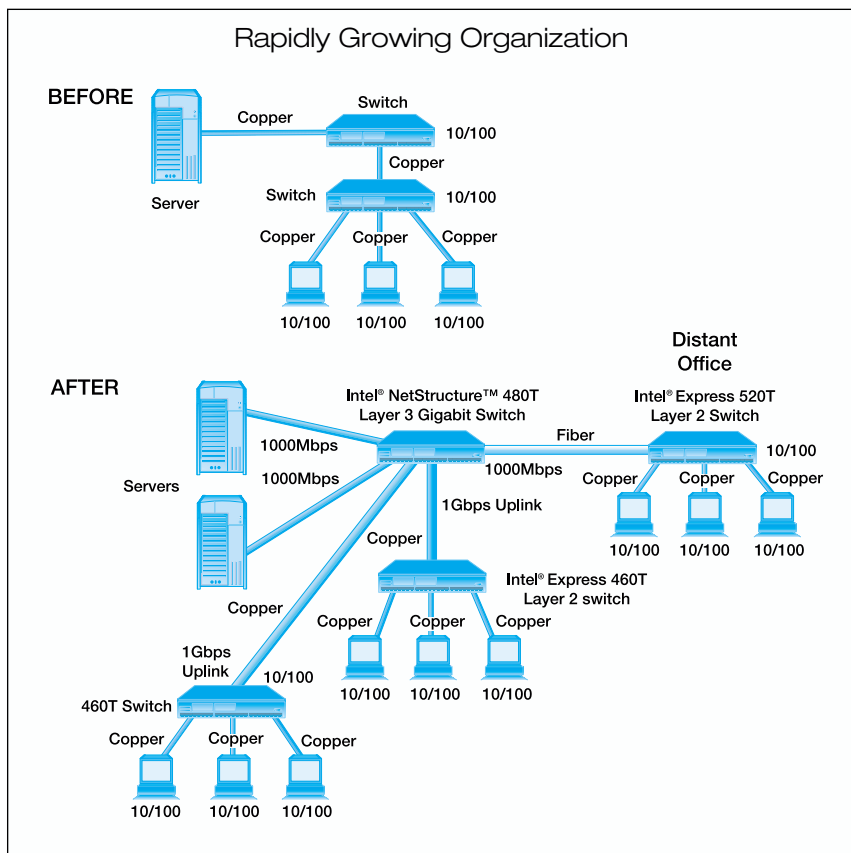 Rapidly Growing Organization
BEFORE
Server
Copper
Switch
10/100
Copper
Switch
10/100
Copper
Copper
Copper
10/100
10/100
10/100
AFTER
Servers
1000Mbps
1000Mbps
Intel® NetStructure™ 480T
Layer 3 Gigabit Switch
1000Mbps
Fiber
Distant
Office
Intel® Express 520T
Layer 2 Switch
10/100
Copper
Copper
Copper
10/100
10/100
10/100
1Gbps Uplink
Copper
Intel® Express 460T
Layer 2 switch
Copper
Copper
Copper
10/100
10/100
10/100
Copper
1Gbps
Uplink
10/100
460T Switch
Copper
Copper
Copper
10/100
10/100
10/100